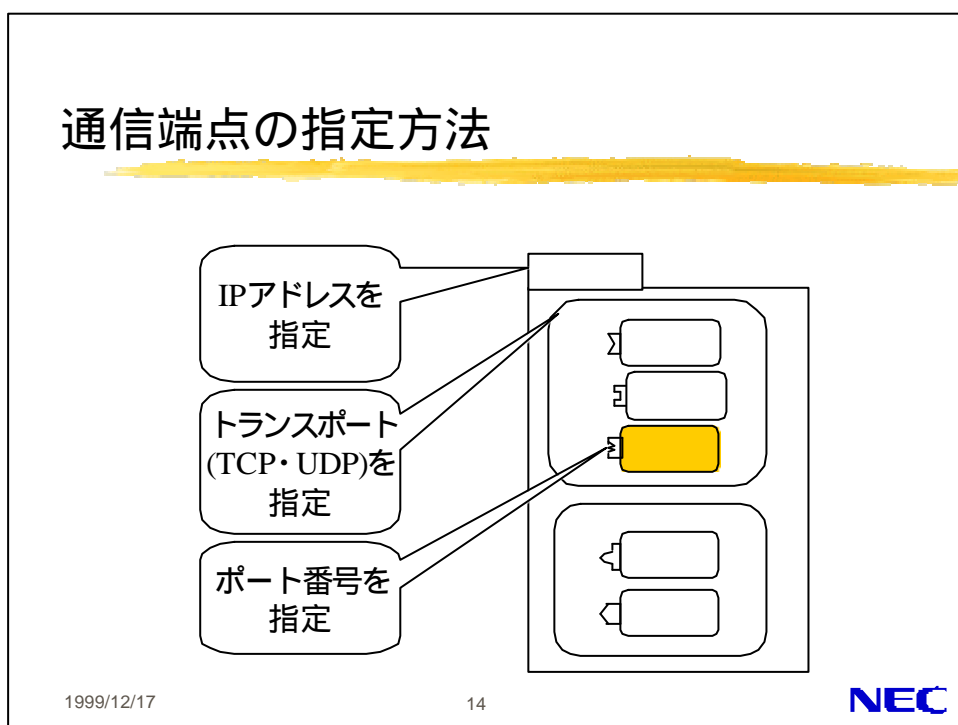 通信端点の指定方法
IPアドレスを
指定
トランスポート
(TCP・UDP)を
指定
ポート番号を
指定
1999/12/17
14
NEC